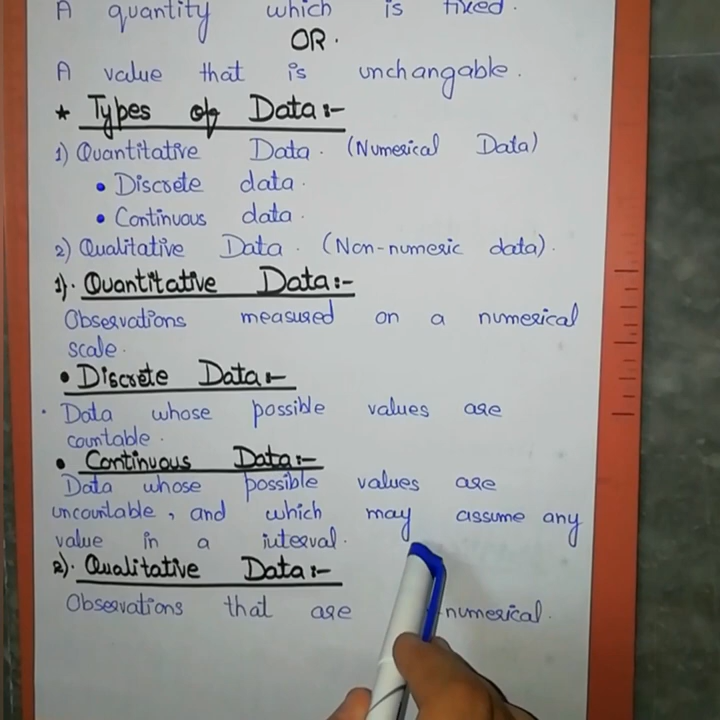 A quantity which is fixed.
OR.
A value that is unchangable.
* Types of Data:-
1) Quantitative Data. (Numerical Data)
• Discrete data.
• Continuous data.
2) Qualitative Data. (Non-numeric data).
1). Quantitative Data:-
Observations measured on a numerical
scale.
• Discrete Data:-
· Data whose possible values are
countable.
• Continuous Data:-
Data whose possible values are
uncountable, and which may assume any
value in a interval.
2). Qualitative Data:-
Observations that are numerical.